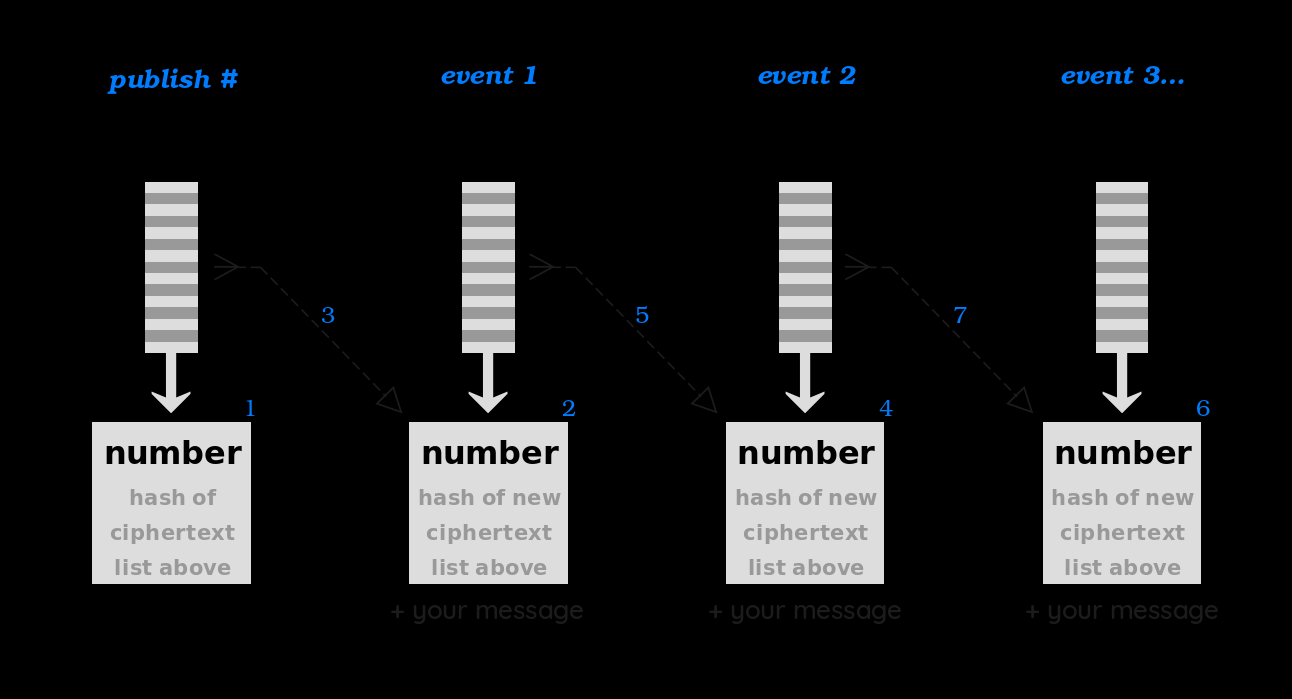 publish #
event 1
event 2
event 3...
3
5
7
1
2
4
6
number
hash of
ciphertext
list above
number
hash of new
ciphertext
list above
+ your message
number
hash of new
ciphertext
list above
+ your message
number
hash of new
ciphertext
list above
+ your message